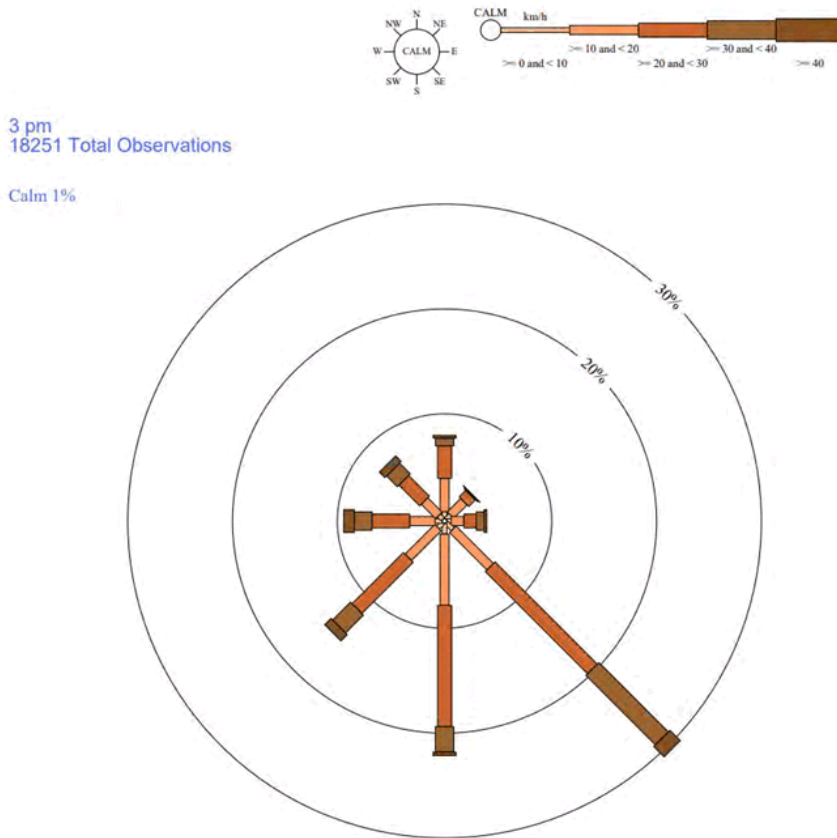 N
NW NE
W CALM E
SW SE
S
CALM km/h
>= 10 and < 20 >= 30 and < 40
>= 0 and < 10 >= 20 and < 30 >= 40
3 pm
18251 Total Observations
Calm 1%
30%
20%
10%